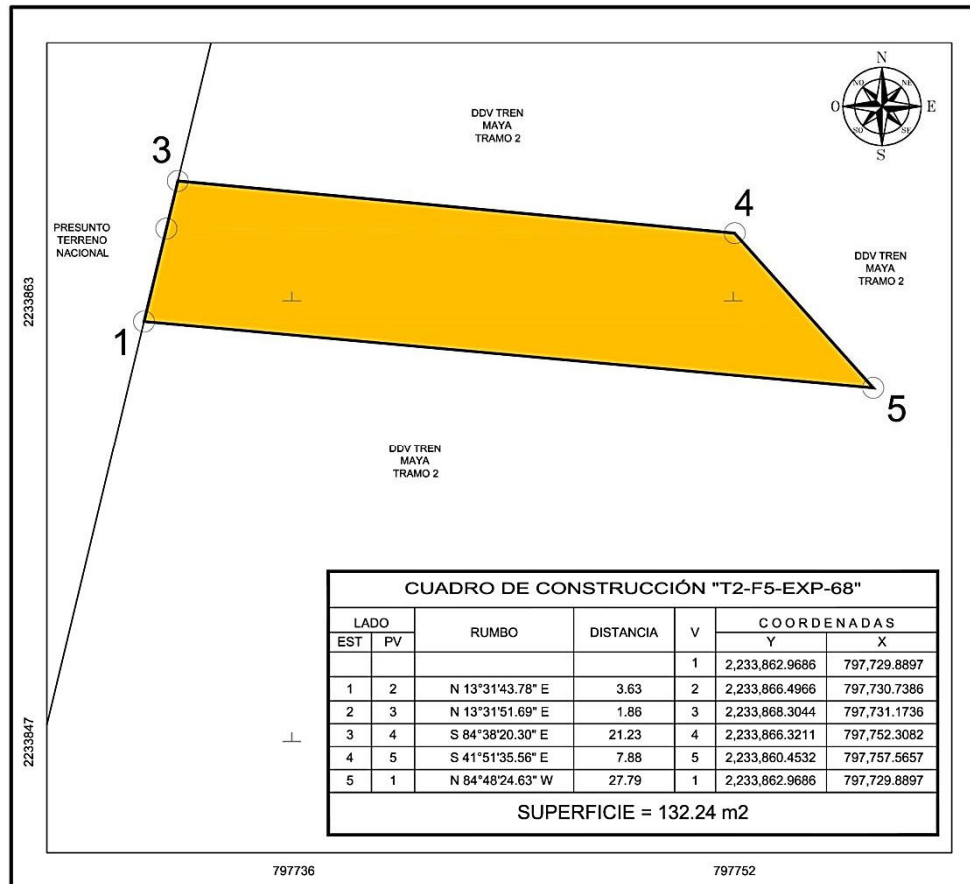 N
NO NE
O E
SO SE
S
DDV TREN
MAYA
TRAMO 2
3
4
PRESUNTO
TERRENO
NACIONAL
DDV TREN
MAYA
TRAMO 2
2233863
1
5
DDV TREN
MAYA
TRAMO 2
2233847
CUADRO DE CONSTRUCCIÓN "T2-F5-EXP-68"
LADO RUMBO DISTANCIA V COORDENADAS
EST PV Y X
1 2,233,862.9686 797,729.8897
1 2 N 13°31'43.78" E 3.63 2 2,233,866.4966 797,730.7386
2 3 N 13°31'51.69" E 1.86 3 2,233,868.3044 797,731.1736
3 4 S 84°38'20.30" E 21.23 4 2,233,866.3211 797,752.3082
4 5 S 41°51'35.56" E 7.88 5 2,233,860.4532 797,757.5657
5 1 N 84°48'24.63" W 27.79 1 2,233,862.9686 797,729.8897
SUPERFICIE = 132.24 m2
797736 797752